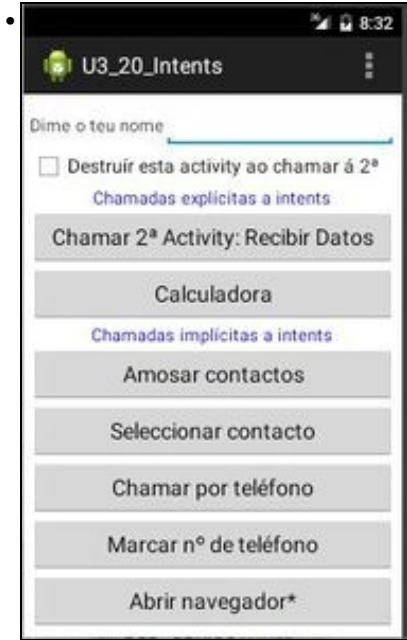 8:32
U3_20_Intents
Dime o teu nome
Destruír esta activity ao chamar á 2ª
Chamadas explícitas a intents
Chamar 2ª Activity: Recibir Datos
Calculadora
Chamadas implícitas a intents
Amosar contactos
Seleccionar contacto
Chamar por teléfono
Marcar nº de teléfono
Abrir navegador*